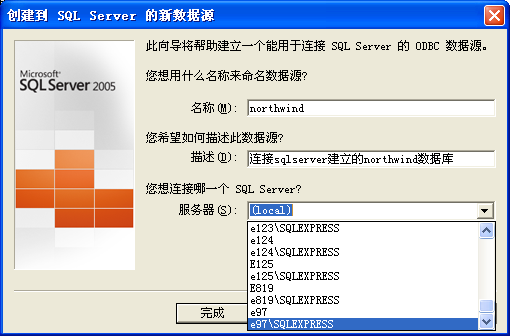 创建到 SQL Server 的新数据源
Microsoft®
SQL Server 2005
此向导将帮助建立一个能用于连接 SQL Server 的 ODBC 数据源。
您想用什么名称来命名数据源?
名称(M): northwind
您希望如何描述此数据源?
描述(D): 连接sqlserver建立的northwind数据库
您想连接哪一个 SQL Server?
服务器(S): (local)
e123\SQLEXPRESS
e124
e124\SQLEXPRESS
E125
e125\SQLEXPRESS
E819
e819\SQLEXPRESS
e97
e97\SQLEXPRESS
完成